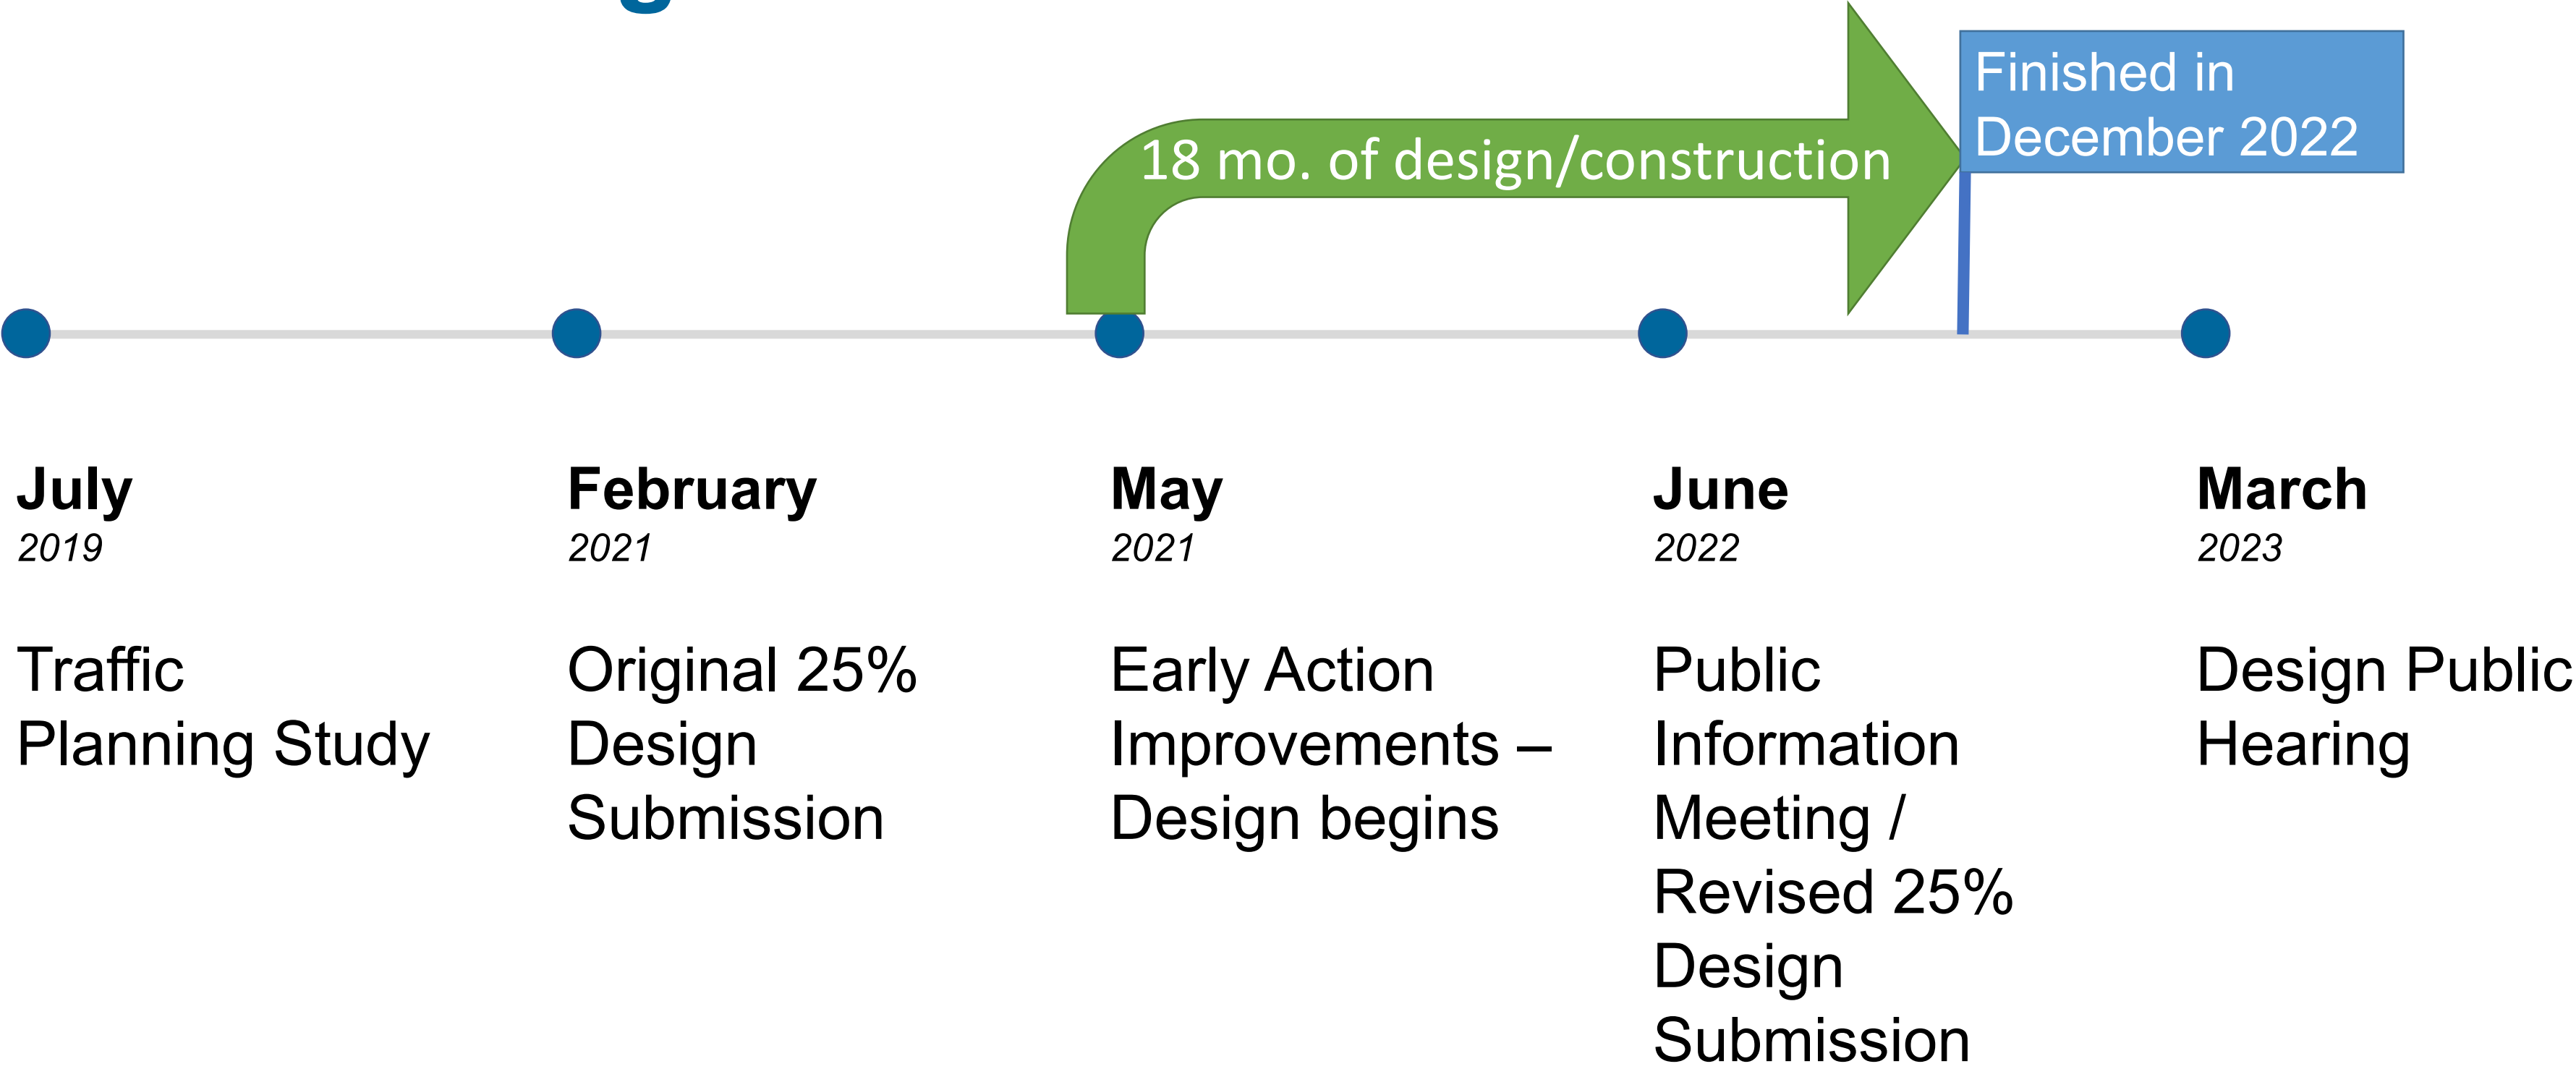 18 mo. of design/construction
Finished in
December 2022
July
2019
Traffic
Planning Study
February
2021
Original 25%
Design
Submission
May
2021
Early Action
Improvements –
Design begins
June
2022
Public
Information
Meeting /
Revised 25%
Design
Submission
March
2023
Design Public
Hearing